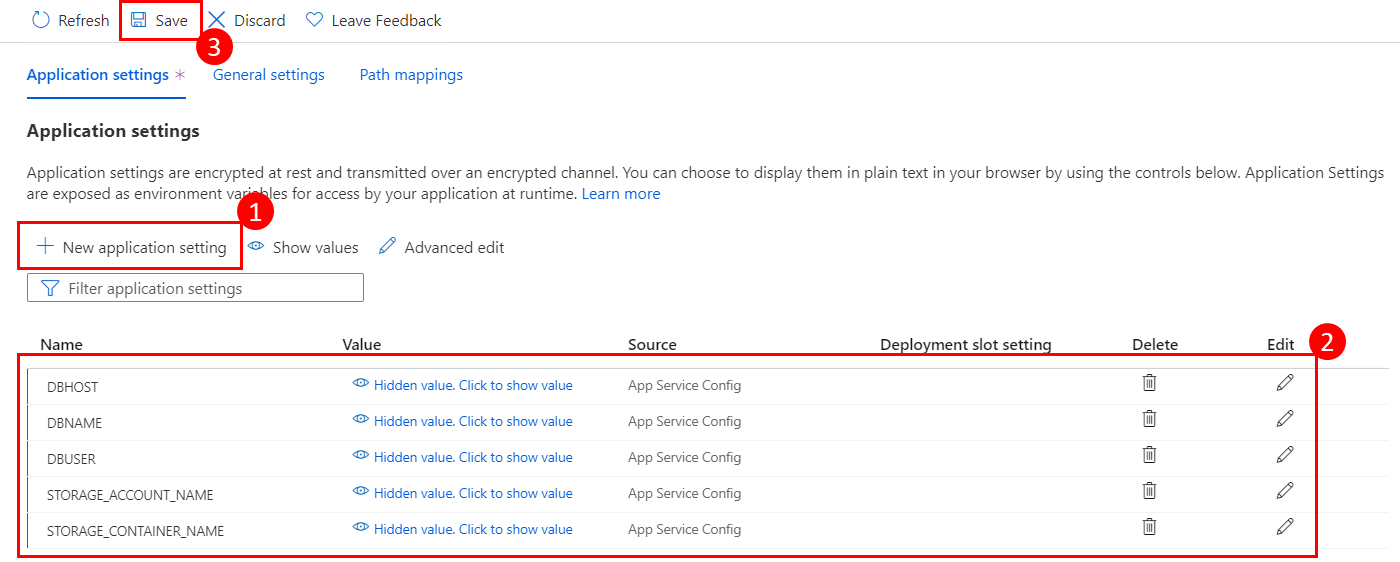 Refresh Save Discard Leave Feedback
3
Application settings * General settings Path mappings
Application settings
Application settings are encrypted at rest and transmitted over an encrypted channel. You can choose to display them in plain text in your browser by using the controls below. Application Settings
are exposed as environment variables for access by your application at runtime. Learn more
1
New application setting Show values Advanced edit
Filter application settings
Name Value Source Deployment slot setting Delete Edit 2
DBHOST Hidden value. Click to show value App Service Config
DBNAME Hidden value. Click to show value App Service Config
DBUSER Hidden value. Click to show value App Service Config
STORAGE_ACCOUNT_NAME Hidden value. Click to show value App Service Config
STORAGE_CONTAINER_NAME Hidden value. Click to show value App Service Config